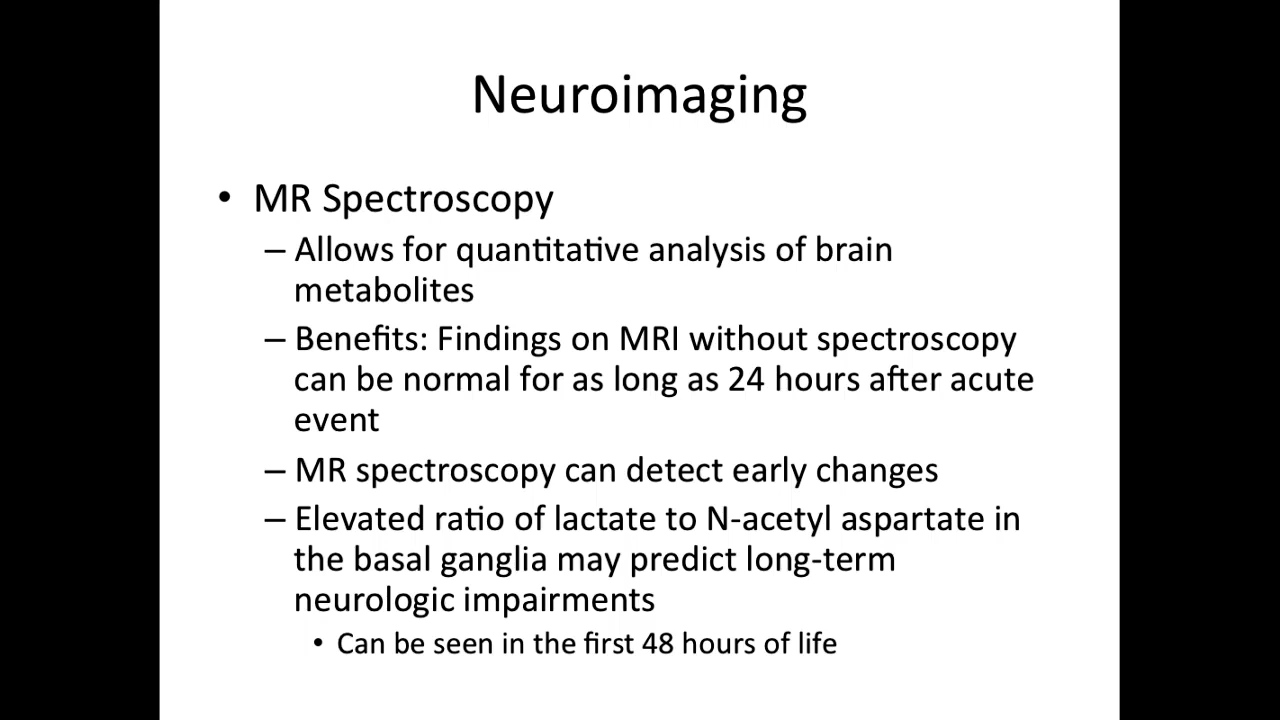 Neuroimaging
• MR Spectroscopy
– Allows for quantitative analysis of brain
metabolites
– Benefits: Findings on MRI without spectroscopy
can be normal for as long as 24 hours after acute
event
– MR spectroscopy can detect early changes
– Elevated ratio of lactate to N-acetyl aspartate in
the basal ganglia may predict long-term
neurologic impairments
• Can be seen in the first 48 hours of life